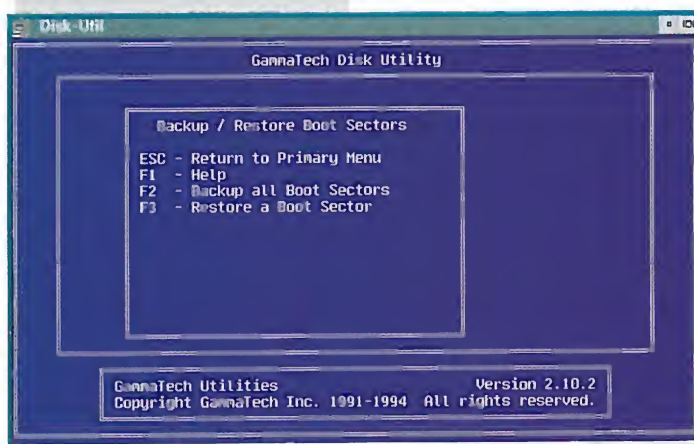 Disk-Util
GammaTech Disk Utility
Backup / Restore Boot Sectors
ESC - Return to Primary Menu
F1 - Help
F2 - Backup all Boot Sectors
F3 - Restore a Boot Sector
GammaTech Utilities Version 2.10.2
Copyright GammaTech Inc. 1991-1994 All rights reserved.